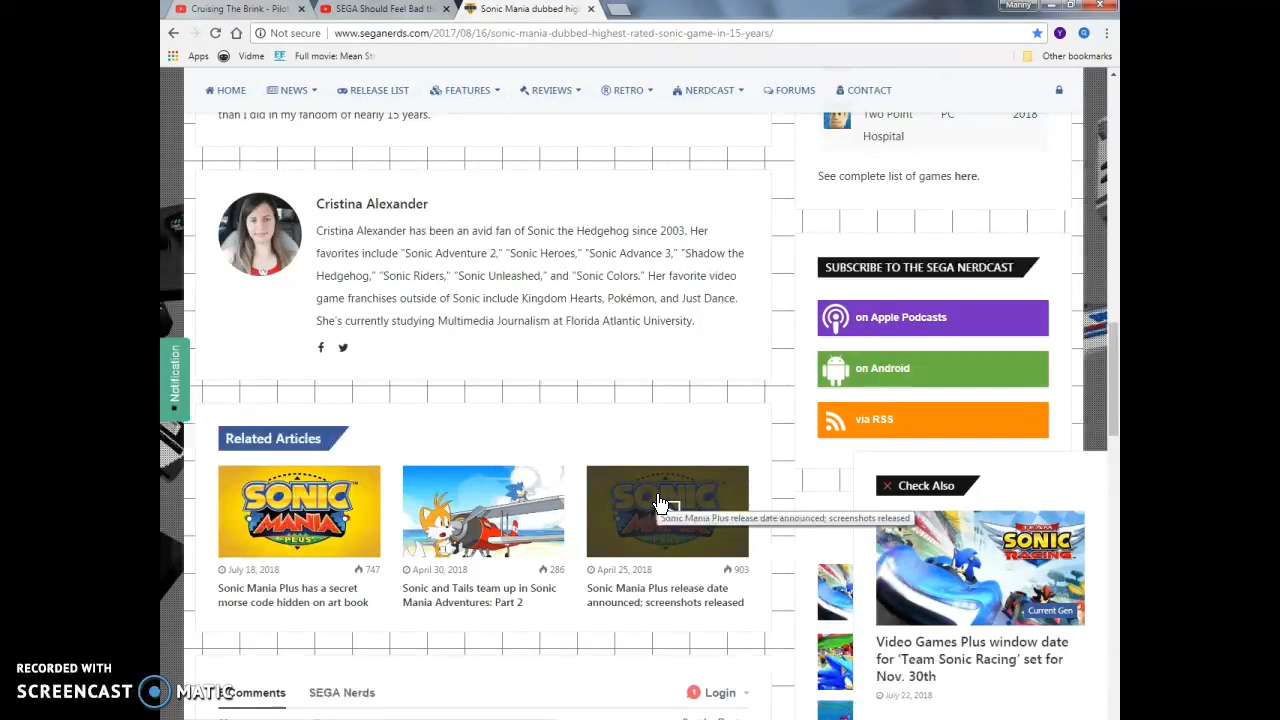 Cruising The Brink - Pilot
SEGA Should Feel Bad th
Sonic Mania dubbed hig
Manny
Not secure
www.seganerds.com/2017/08/16/sonic-mania-dubbed-highest-rated-sonic-game-in-15-years/
Apps
Vidme
Full movie: Mehr Str
Other bookmarks
HOME
NEWS
RELEASE LIST
FEATURES
REVIEWS
RETRO
NERDCAST
FORUMS
CONTACT
than I did in my fandom of nearly 15 years.
Two Point
Hospital
PC
2018
See complete list of games here.
Cristina Alexander
Cristina Alexander has been an avid fan of Sonic the Hedgehog since 2003. Her
favorites include "Sonic Adventure 2," "Sonic Heroes," "Sonic Advance 3," "Shadow the
Hedgehog," "Sonic Riders," "Sonic Unleashed," and "Sonic Colors." Her favorite video
game franchises outside of Sonic include Kingdom Hearts, Pokémon, and Just Dance.
She's currently studying Multimedia Journalism at Florida Atlantic University.
SUBSCRIBE TO THE SEGA NERDCAST
on Apple Podcasts
on Android
via RSS
Notification
Related Articles
SONIC
MANIA
PLUS
July 18, 2018
747
Sonic Mania Plus has a secret
morse code hidden on art book
April 30, 2018
286
Sonic and Tails team up in Sonic
Mania Adventures: Part 2
SONIC
MANIA
PLUS
Sonic Mania Plus release date announced; screenshots released
April 25, 2018
903
Sonic Mania Plus release date
announced; screenshots released
Check Also
TEAM
SONIC
RACING
Current Gen
Video Games Plus window date
for 'Team Sonic Racing' set for
Nov. 30th
July 22, 2018
Comments
SEGA Nerds
1
Login
RECORDED WITH
SCREENCAST MATIC